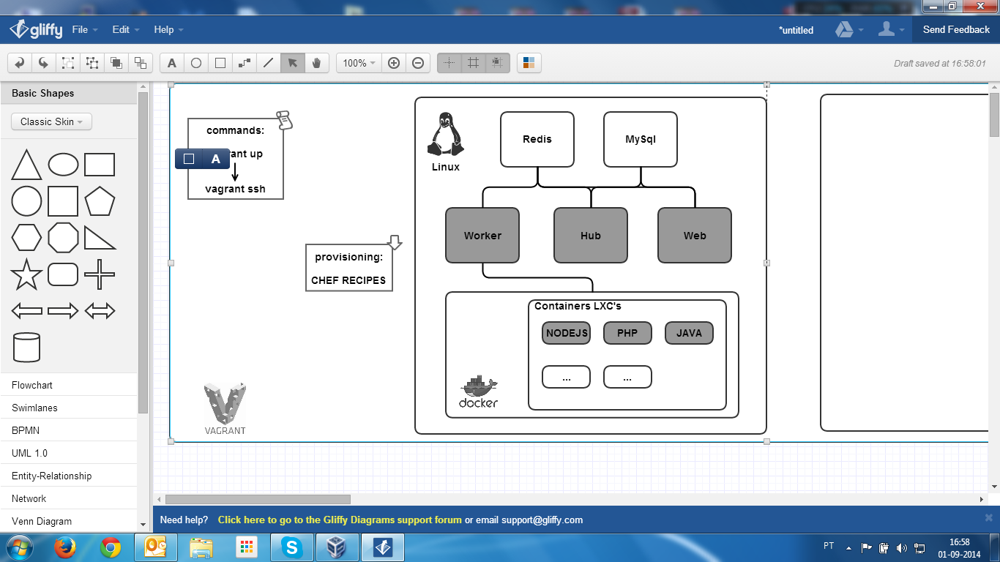 gliffy
File
Edit
Help
*untitled
Send Feedback
A
100%
Draft saved at 16:58:01
Basic Shapes
Classic Skin
Flowchart
Swimlanes
BPMN
UML 1.0
Entity-Relationship
Network
Venn Diagram
commands:
A
up
vagrant ssh
provisioning:
CHEF RECIPES
VAGRANT
Linux
Redis
MySql
Worker
Hub
Web
Containers LXC's
NODEJS
PHP
JAVA
...
...
docker
Need help? Click here to go to the Gliffy Diagrams support forum or email support@gliffy.com
PT
16:58
01-09-2014